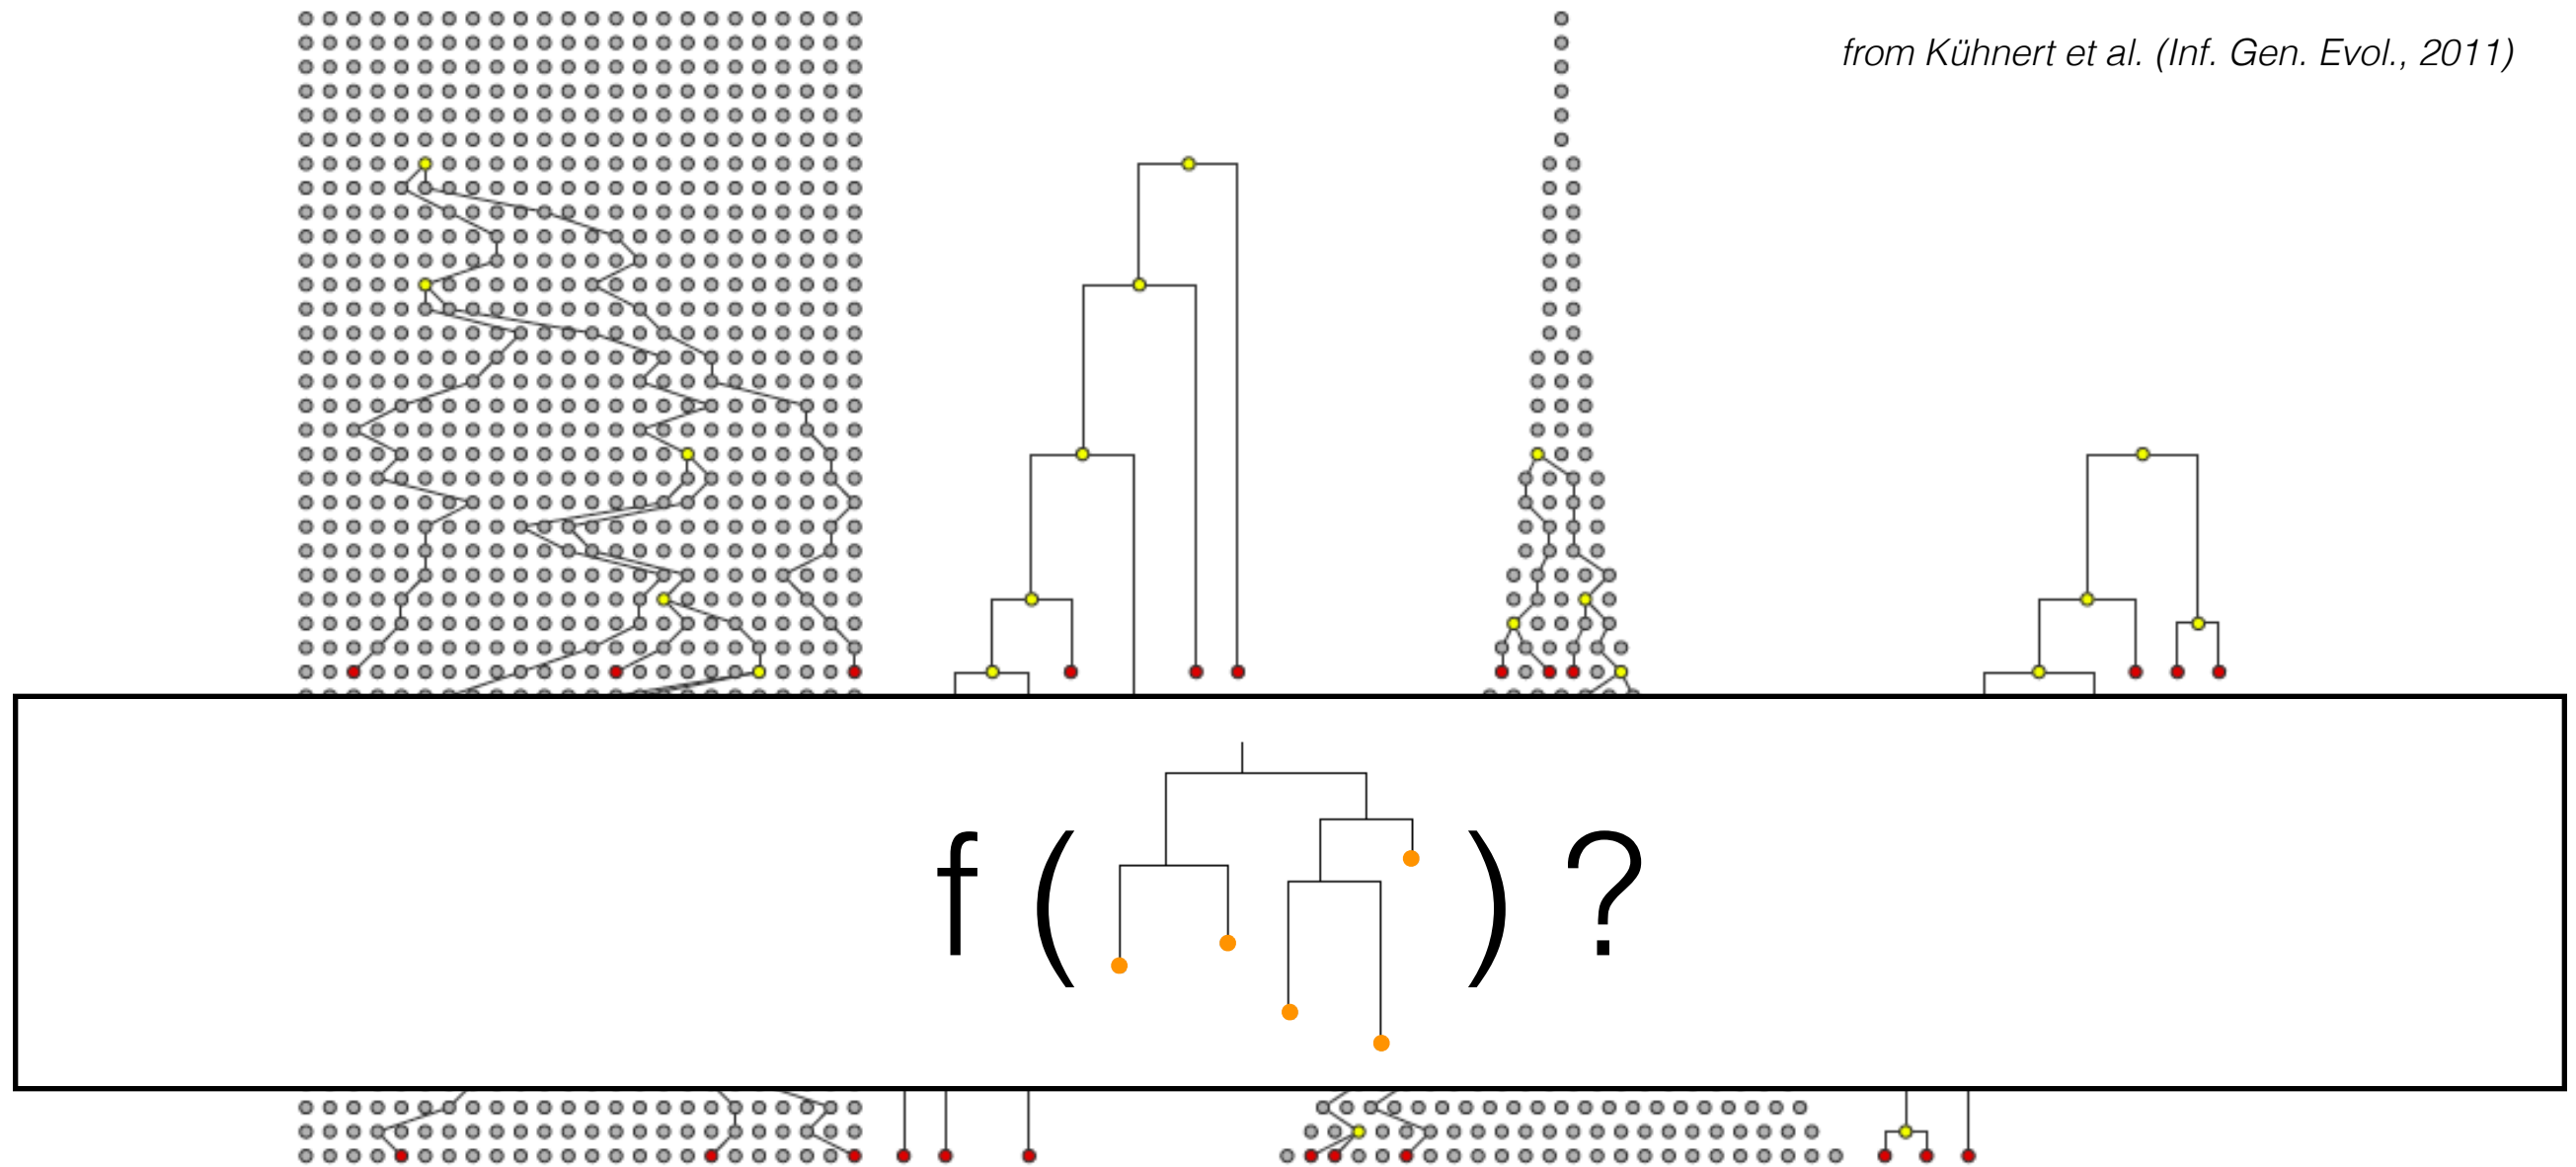 from Kühnert et al. (Inf. Gen. Evol., 2011)
f ( ) ?